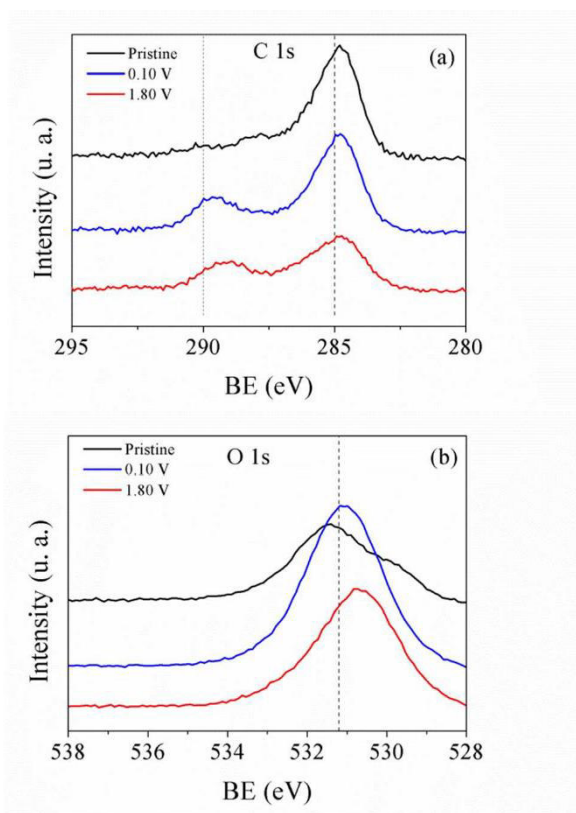 C 1s
(a)
Pristine
0.10 V
1.80 V
Intensity (u. a.)
295
290
285
280
BE (eV)
O 1s
(b)
Pristine
0.10 V
1.80 V
Intensity (u. a.)
538
536
534
532
530
528
BE (eV)